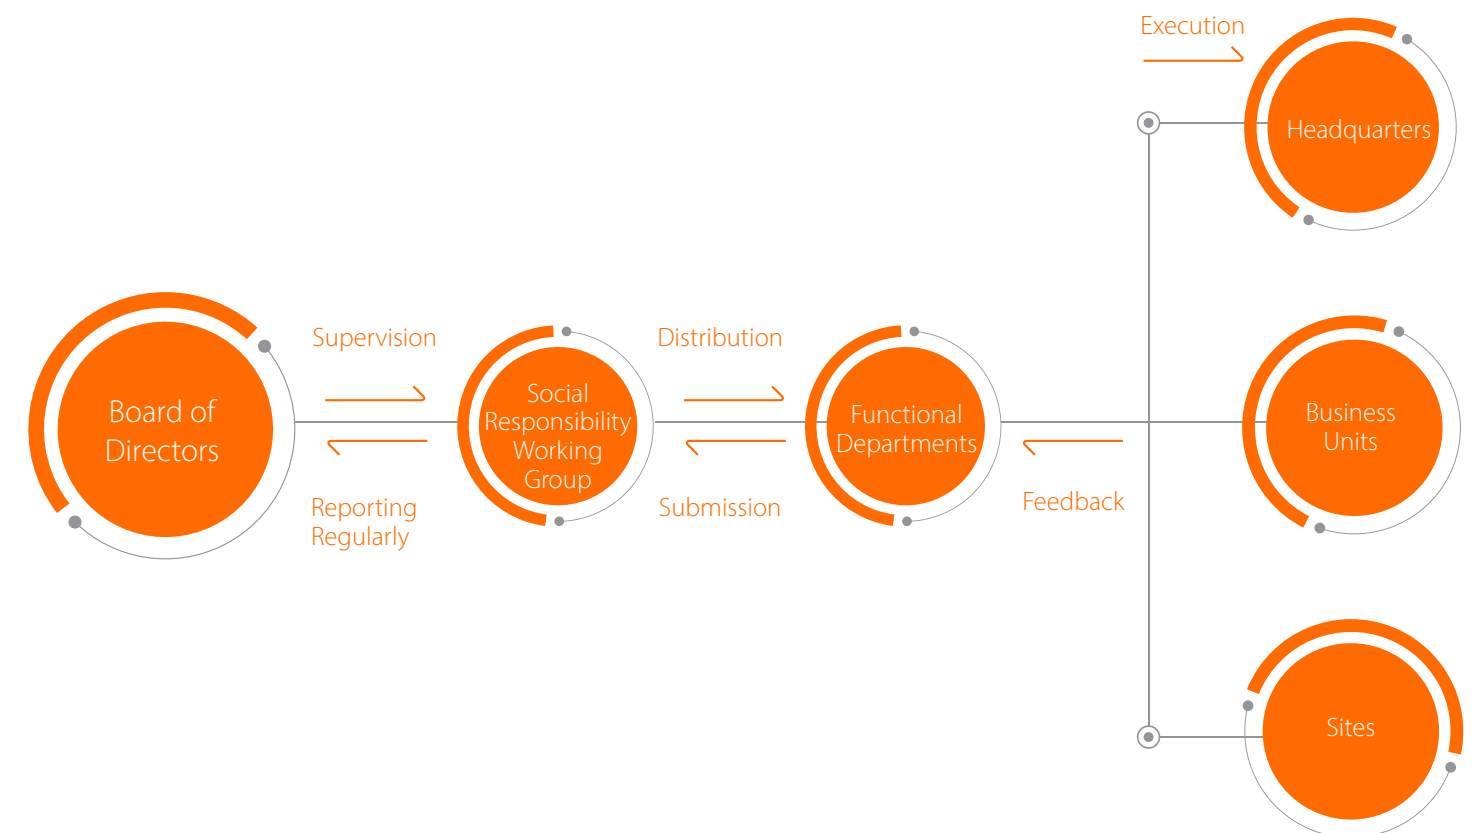 Execution
Headquarters
Board of
Directors
Supervision
Reporting
Regularly
Social
Responsibility
Working
Group
Distribution
Submission
Functional
Departments
Feedback
Business
Units
Sites